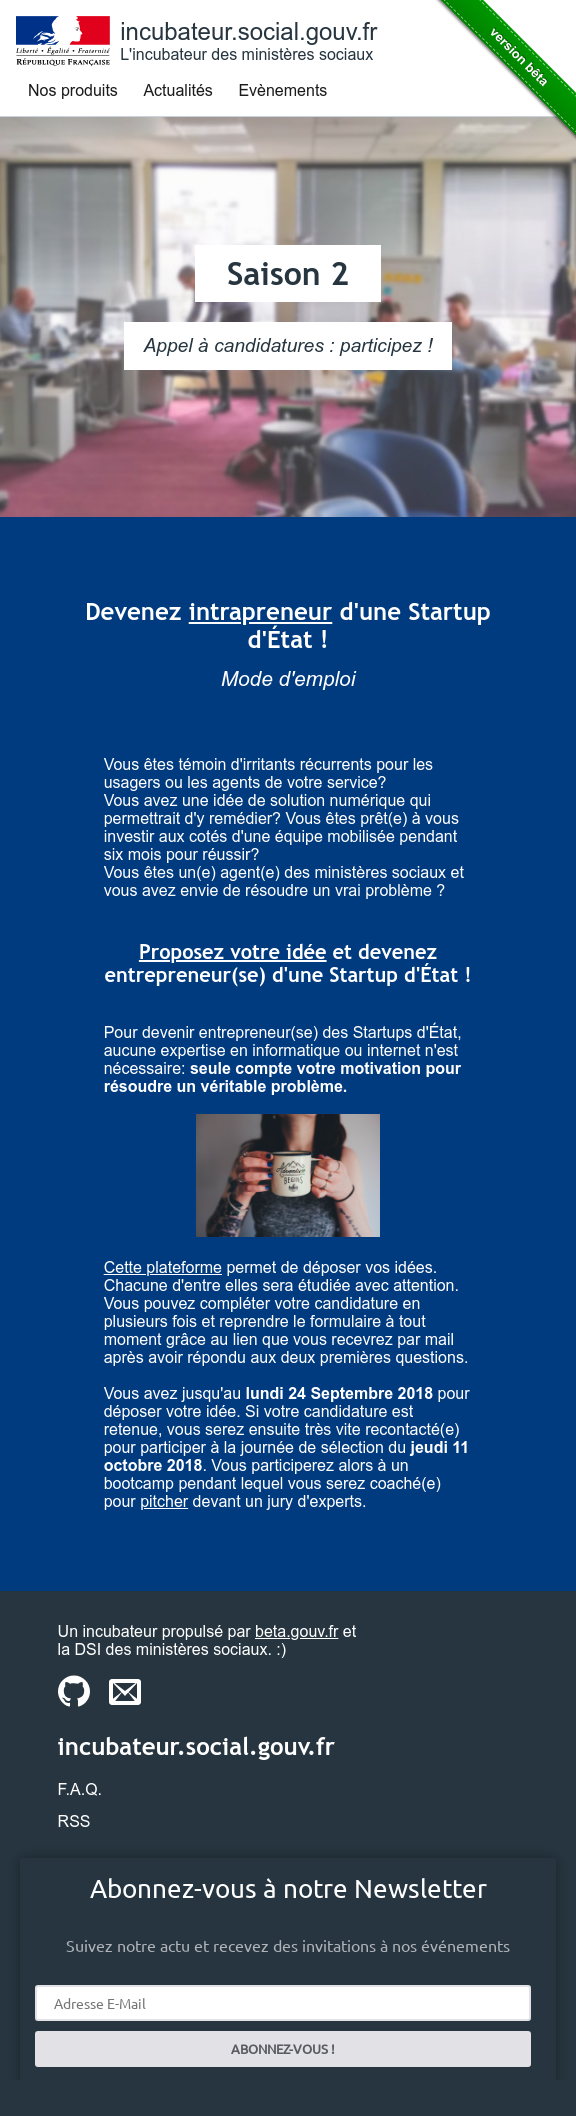 Liberté • Égalité • Fraternité
RÉPUBLIQUE FRANÇAISE
incubateur.social.gouv.fr
L'incubateur des ministères sociaux
version bêta
Nos produits Actualités Evènements
Saison 2
Appel à candidatures : participez !
Devenez intrapreneur d'une Startup
d'État !
Mode d'emploi
Vous êtes témoin d'irritants récurrents pour les
usagers ou les agents de votre service?
Vous avez une idée de solution numérique qui
permettrait d'y remédier? Vous êtes prêt(e) à vous
investir aux cotés d'une équipe mobilisée pendant
six mois pour réussir?
Vous êtes un(e) agent(e) des ministères sociaux et
vous avez envie de résoudre un vrai problème ?
Proposez votre idée et devenez
entrepreneur(se) d'une Startup d'État !
Pour devenir entrepreneur(se) des Startups d'État,
aucune expertise en informatique ou internet n'est
nécessaire: seule compte votre motivation pour
résoudre un véritable problème.
BEGINS
Cette plateforme permet de déposer vos idées.
Chacune d'entre elles sera étudiée avec attention.
Vous pouvez compléter votre candidature en
plusieurs fois et reprendre le formulaire à tout
moment grâce au lien que vous recevrez par mail
après avoir répondu aux deux premières questions.
Vous avez jusqu'au lundi 24 Septembre 2018 pour
déposer votre idée. Si votre candidature est
retenue, vous serez ensuite très vite recontacté(e)
pour participer à la journée de sélection du jeudi 11
octobre 2018. Vous participerez alors à un
bootcamp pendant lequel vous serez coaché(e)
pour pitcher devant un jury d'experts.
Un incubateur propulsé par beta.gouv.fr et
la DSI des ministères sociaux. :)
incubateur.social.gouv.fr
F.A.Q.
RSS
Abonnez-vous à notre Newsletter
Suivez notre actu et recevez des invitations à nos événements
Adresse E-Mail
ABONNEZ-VOUS !